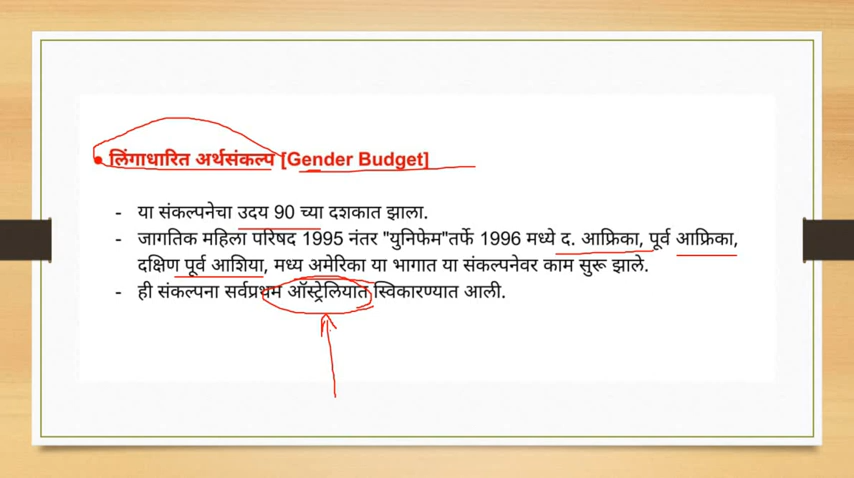 • लिंगाधारित अर्थसंकल्प [Gender Budget]
- या संकल्पनेचा उदय 90 च्या दशकात झाला.
- जागतिक महिला परिषद 1995 नंतर "युनिफेम"तर्फे 1996 मध्ये द. आफ्रिका, पूर्व आफ्रिका,
दक्षिण पूर्व आशिया, मध्य अमेरिका या भागात या संकल्पनेवर काम सुरू झाले.
- ही संकल्पना सर्वप्रथम ऑस्ट्रेलियात स्विकारण्यात आली.